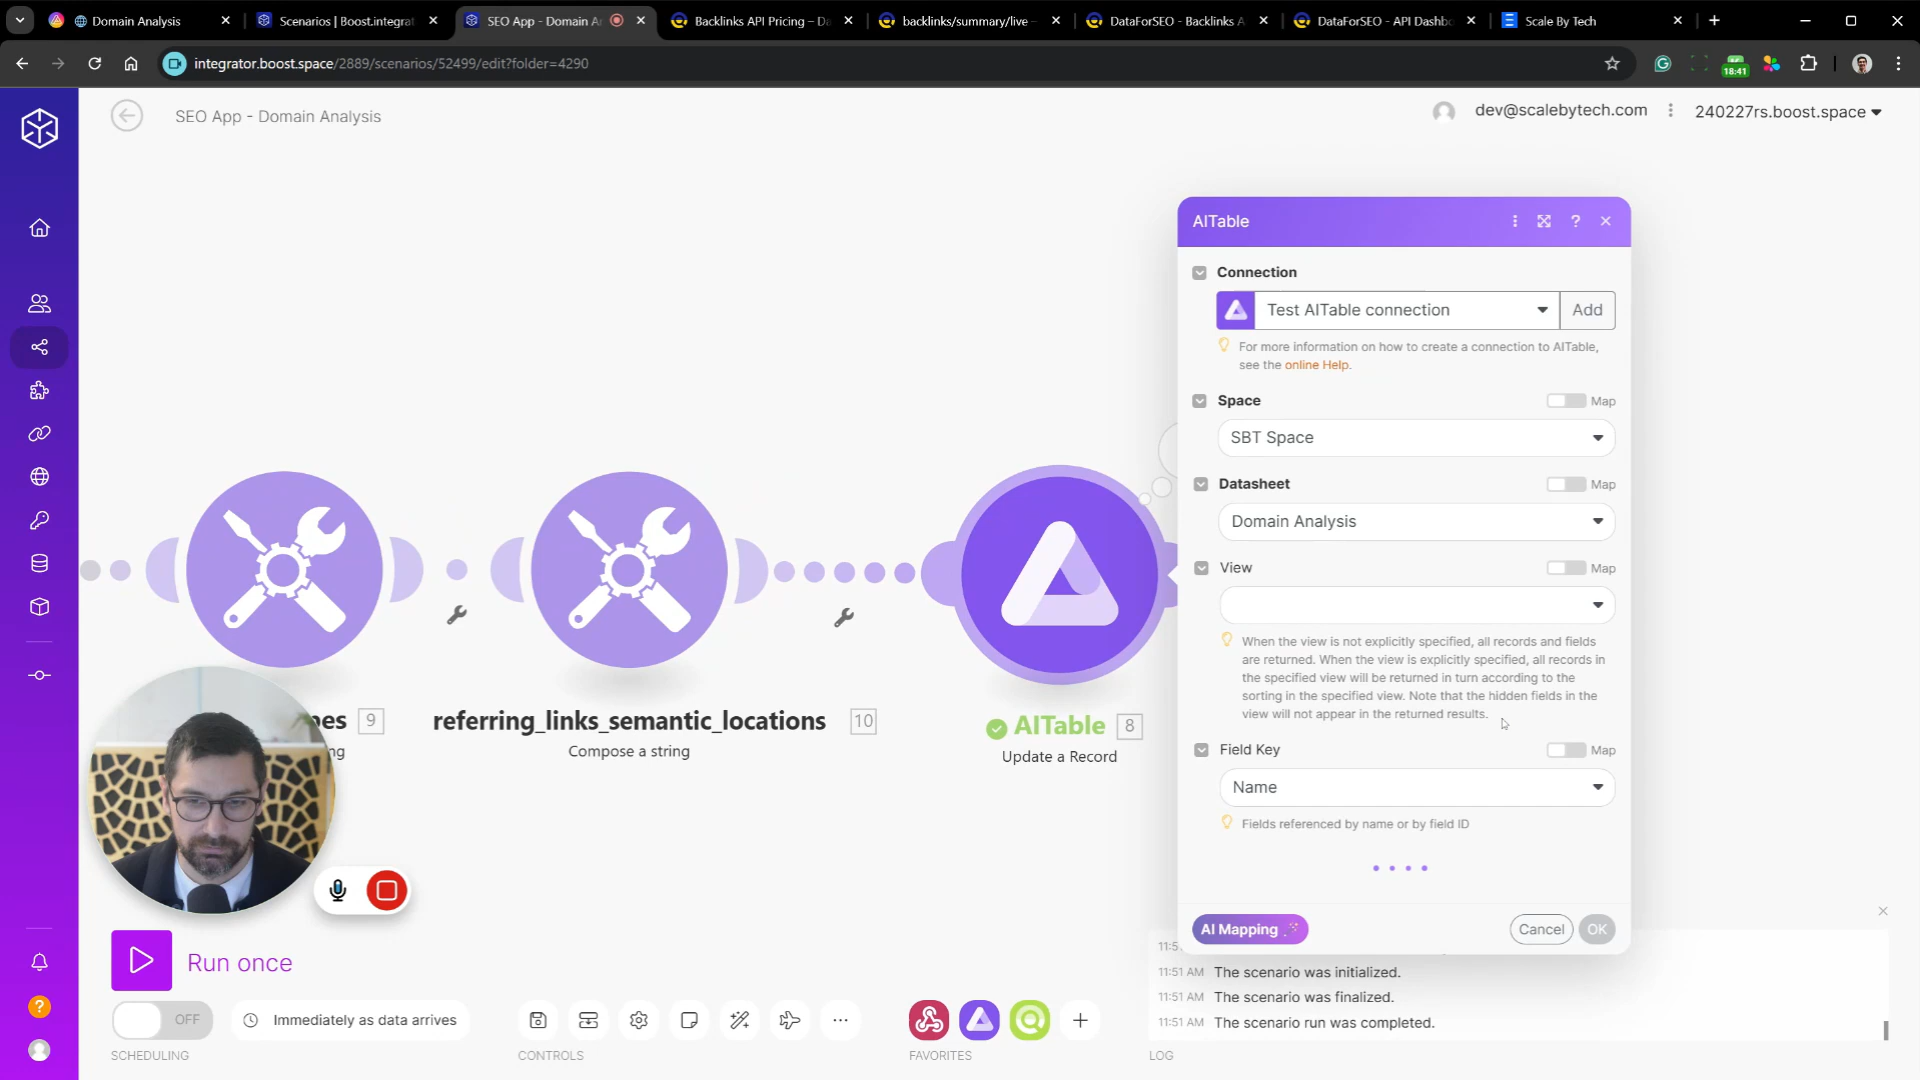 Domain Analysis
Scenarios | Boost.integrat
SEO App - Domain Ar
Backlinks API Pricing – Da
backlinks/summary/live –
DataForSEO - Backlinks A
DataForSEO - API Dashbo
Scale By Tech
integrator.boost.space/2889/scenarios/52499/edit?folder=4290
18:41
SEO App - Domain Analysis
dev@scalebytech.com
240227rs.boost.space
AITable
?
Connection
Test AITable connection
Add
For more information on how to create a connection to AITable,
see the online Help.
Space
Map
SBT Space
Datasheet
Map
Domain Analysis
View
Map
When the view is not explicitly specified, all records and fields
are returned. When the view is explicitly specified, all records in
the specified view will be returned in turn according to the
sorting in the specified view. Note that the hidden fields in the
view will not appear in the returned results.
Field Key
Map
Name
Fields referenced by name or by field ID
AI Mapping
Cancel
OK
pes
9
ng
referring_links_semantic_locations
10
Compose a string
AITable
8
Update a Record
Run once
OFF
Immediately as data arrives
SCHEDULING
CONTROLS
FAVORITES
LOG
11:5
11:51 AM The scenario was initialized.
11:51 AM The scenario was finalized.
11:51 AM The scenario run was completed.
?